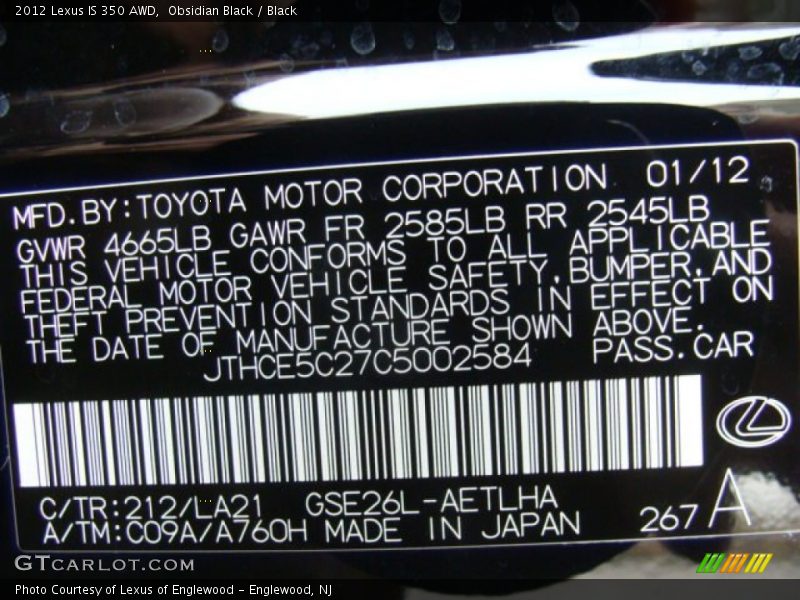 2012 Lexus IS 350 AWD,  Obsidian Black / Black
MFD.BY:TOYOTA MOTOR CORPORATION 01/12
GVWR 4665LB GAWR FR 2585LB RR 2545LB
THIS VEHICLE CONFORMS TO ALL APPLICABLE
FEDERAL MOTOR VEHICLE SAFETY,BUMPER,AND
THEFT PREVENTION STANDARDS IN EFFECT ON
THE DATE OF MANUFACTURE SHOWN ABOVE.
JTHCE5C27C5002584 PASS.CAR
C/TR:212/LA21 GSE26L-AETLHA
A/TM:C09A/A760H MADE IN JAPAN 267 A
GTCARLOT.COM
Photo Courtesy of Lexus of Englewood – Englewood, NJ